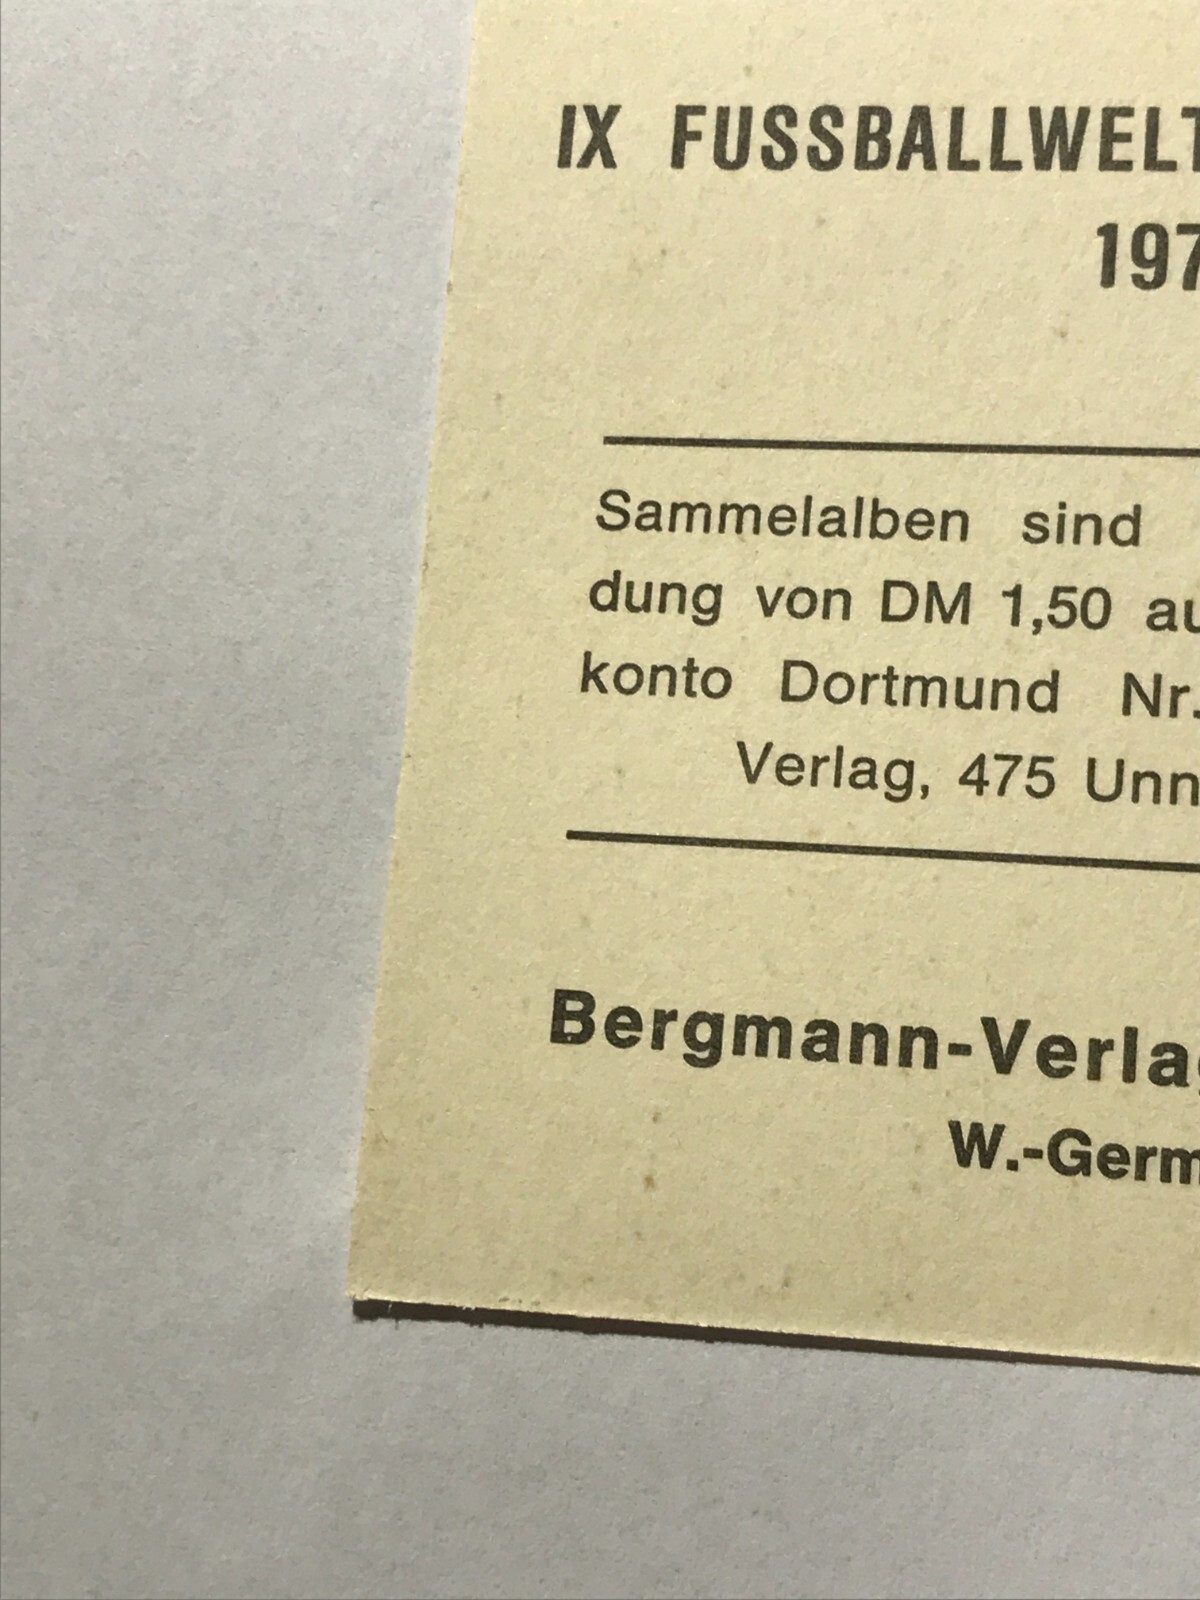 IX FUSSBALLWELT
197
Sammelalben sind
dung von DM 1,50 au
konto Dortmund Nr.
Verlag, 475 Unn
Bergmann-Verlag
W.-Germ